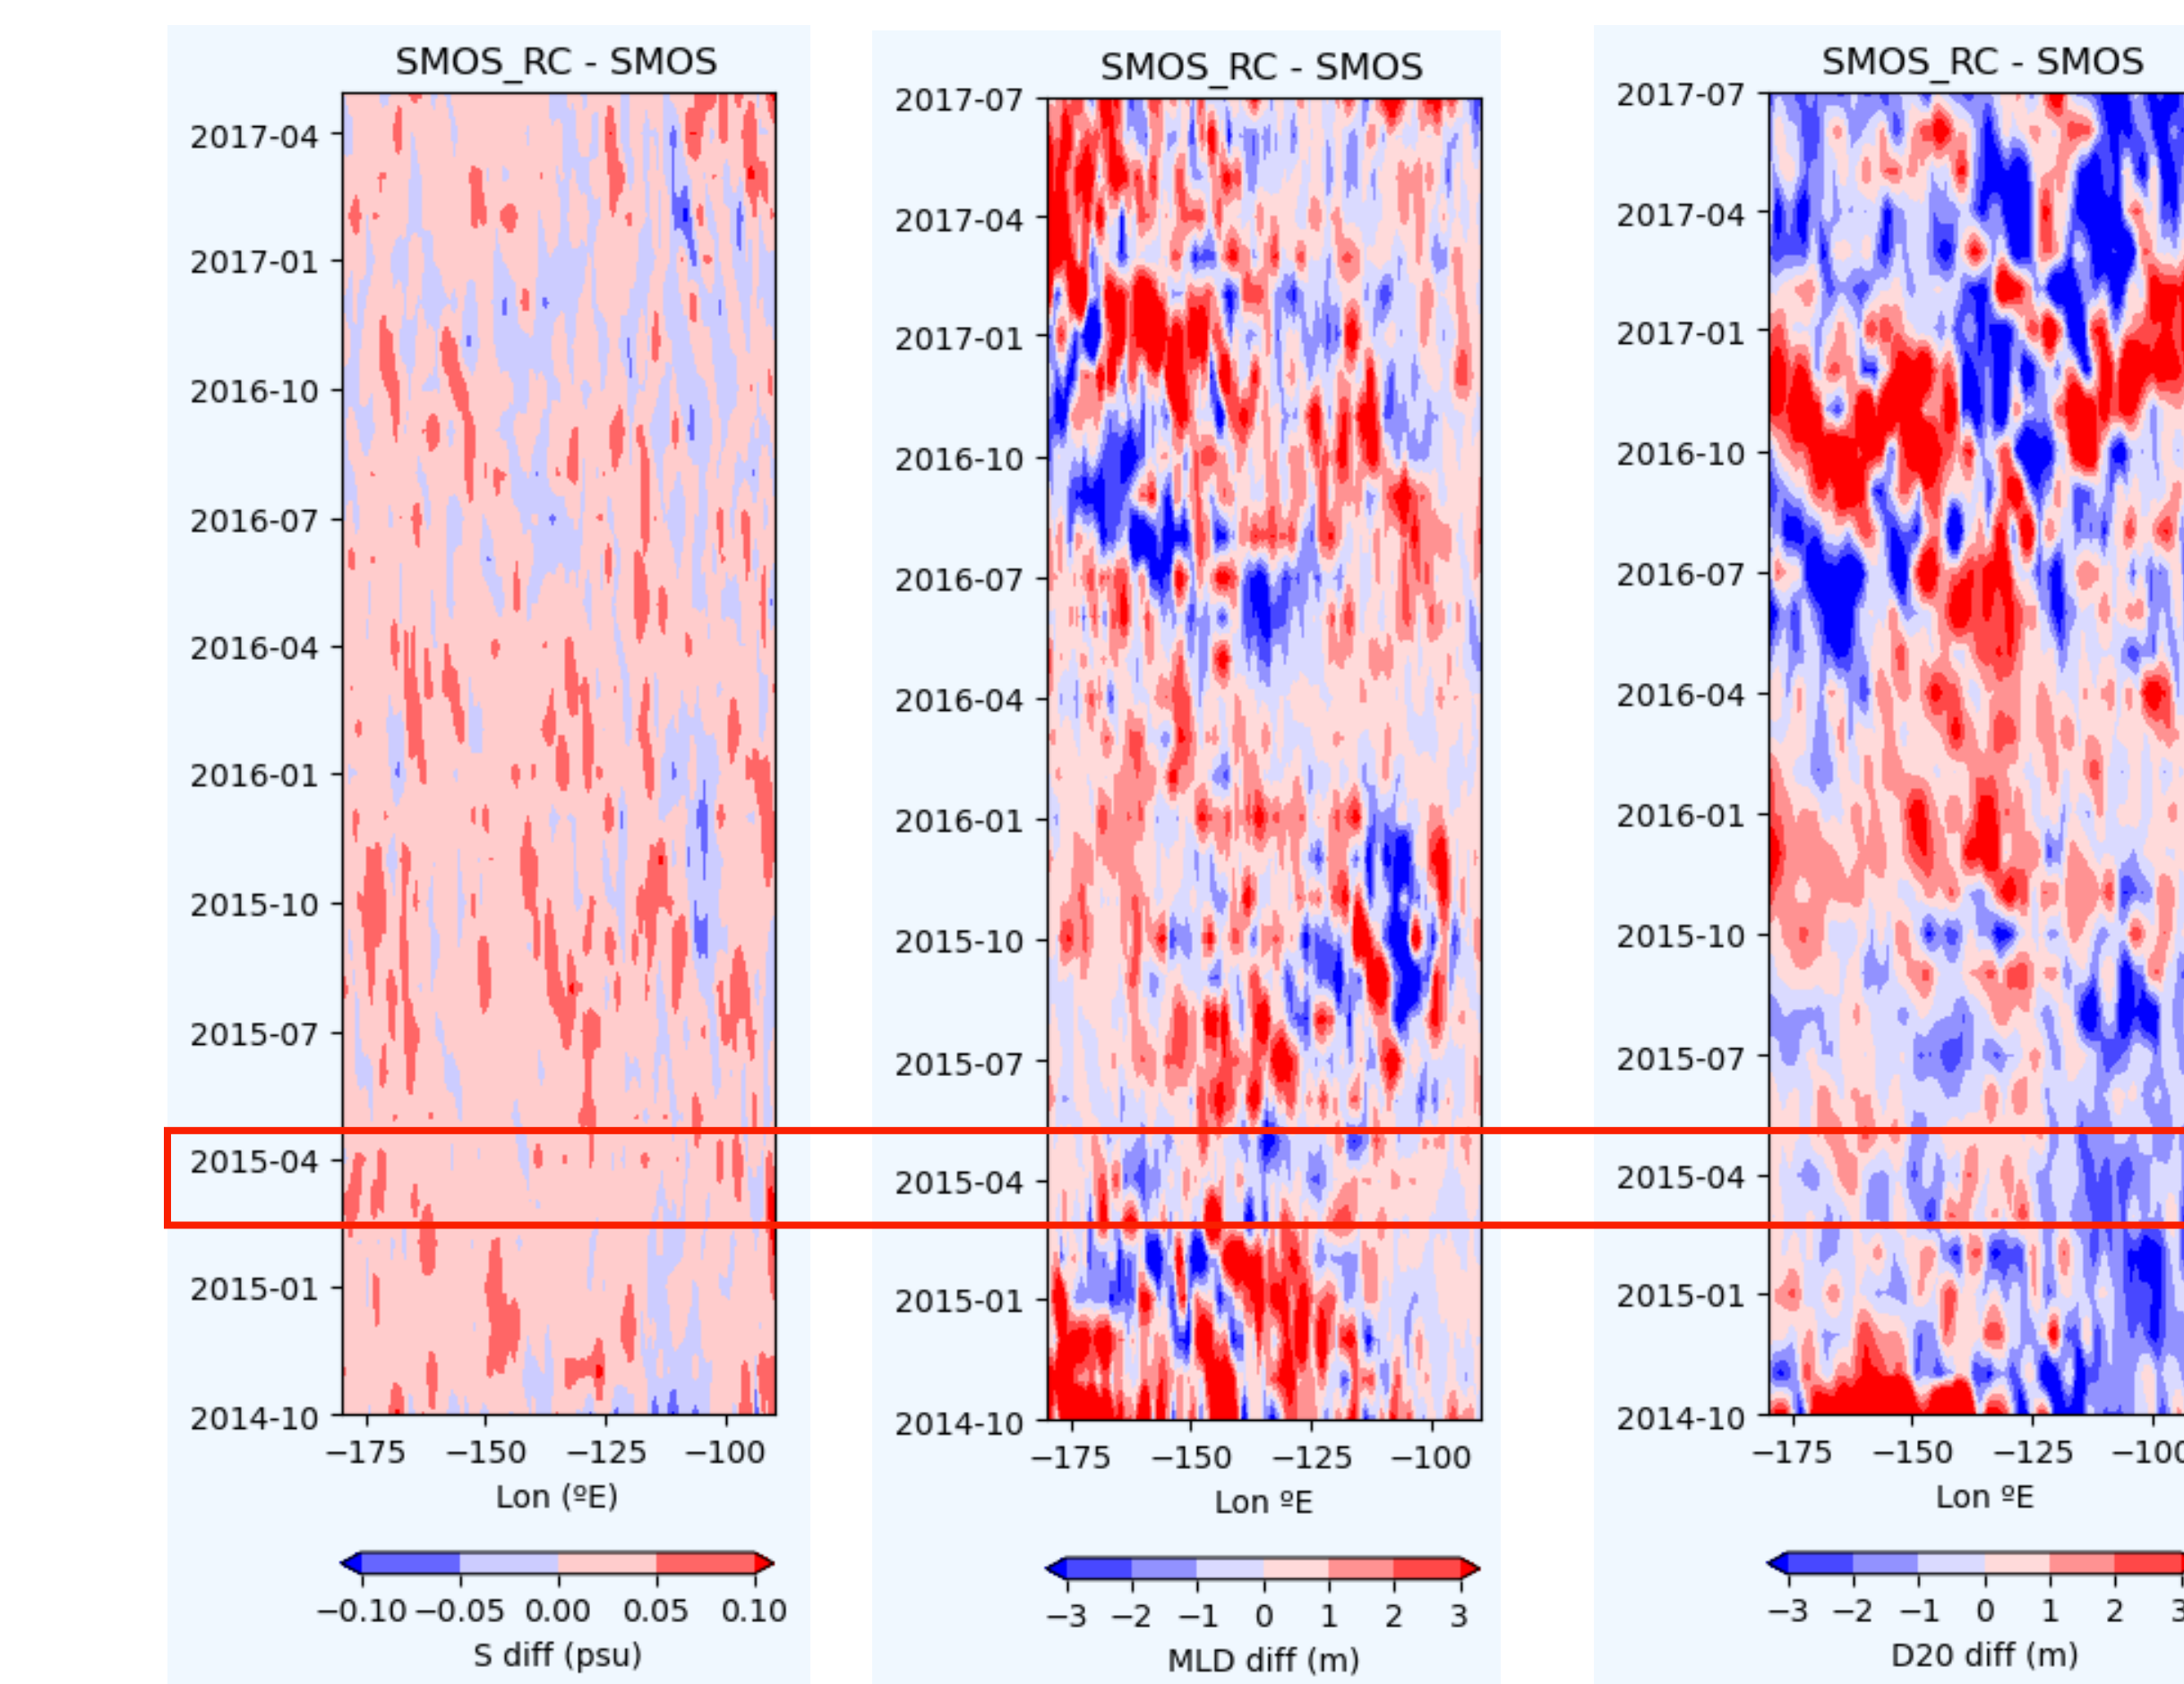 SMOS_RC - SMOS
2017-04
2017-01
2016-10
2016-07
2016-04
2016-01
2015-10
2015-07
2015-04
2015-01
2014-10
−175 −150 −125 −100
Lon (ºE)
−0.10 −0.05 0.00 0.05 0.10
S diff (psu)
SMOS_RC - SMOS
2017-07
2017-04
2017-01
2016-10
2016-07
2016-04
2016-01
2015-10
2015-07
2015-04
2015-01
2014-10
−175 −150 −125 −100
Lon ºE
−3 −2 −1 0 1 2 3
MLD diff (m)
SMOS_RC - SMOS
2017-07
2017-04
2017-01
2016-10
2016-07
2016-04
2016-01
2015-10
2015-07
2015-04
2015-01
2014-10
−175 −150 −125 −100
Lon ºE
−3 −2 −1 0 1 2 3
D20 diff (m)